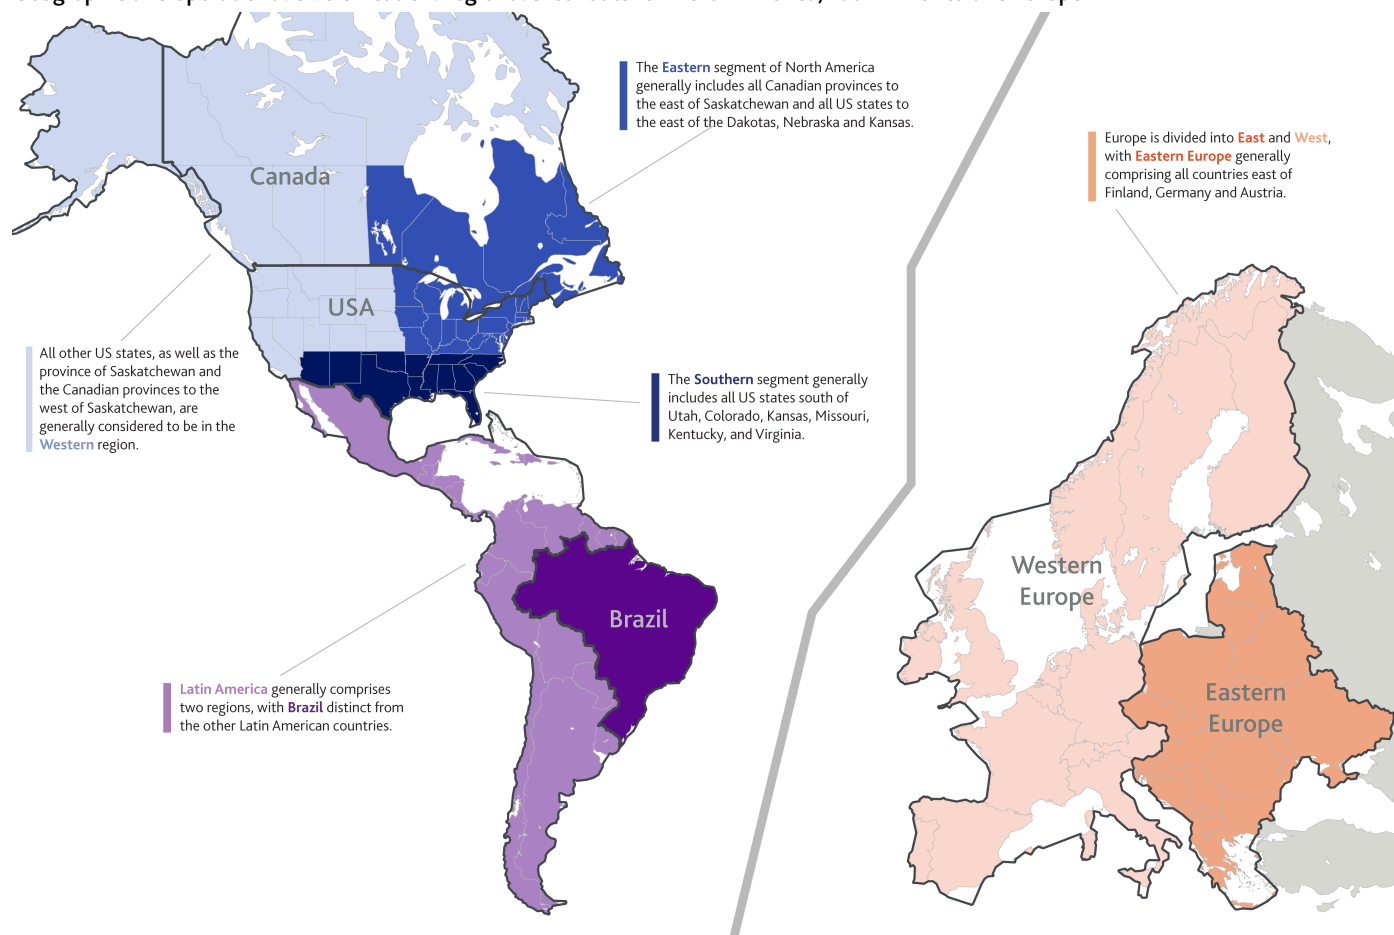 The Eastern segment of North America
generally includes all Canadian provinces to
the east of Saskatchewan and all US states to
the east of the Dakotas, Nebraska and Kansas.
Europe is divided into East and West,
with Eastern Europe generally
comprising all countries east of
Finland, Germany and Austria.
Canada
USA
All other US states, as well as the
province of Saskatchewan and
the Canadian provinces to the
west of Saskatchewan, are
generally considered to be in the
Western region.
The Southern segment generally
includes all US states south of
Utah, Colorado, Kansas, Missouri,
Kentucky, and Virginia.
Western
Europe
Brazil
Latin America generally comprises
two regions, with Brazil distinct from
the other Latin American countries.
Eastern
Europe